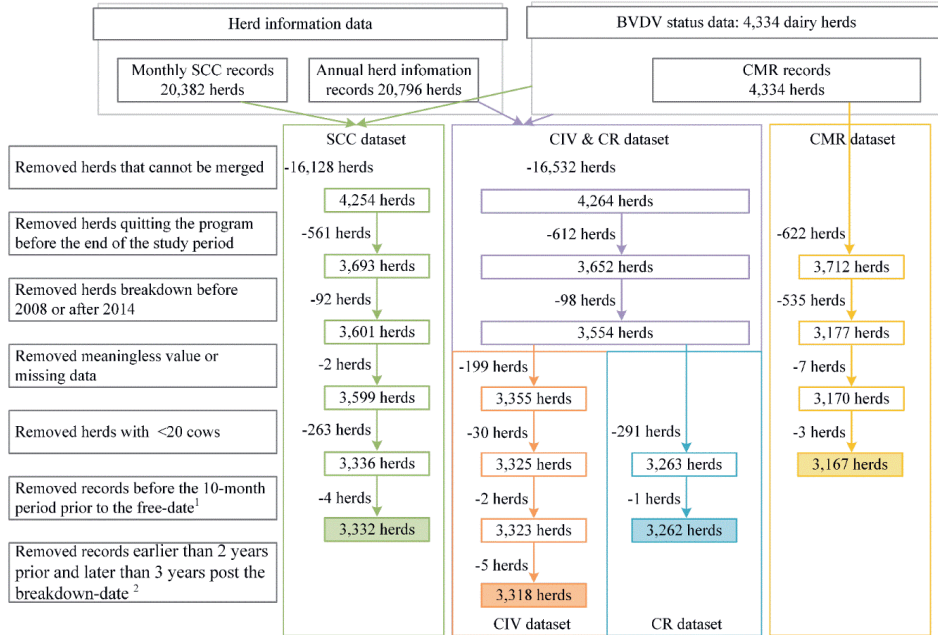 Herd information data
BVDV status data: 4,334 dairy herds
Monthly SCC records
20,382 herds
Annual herd infomation
records 20,796 herds
CMR records
4,334 herds
SCC dataset
CIV & CR dataset
CMR dataset
Removed herds that cannot be merged
-16,128 herds
-16,532 herds
4,254 herds
4,264 herds
Removed herds quitting the program
before the end of the study period
-561 herds
-612 herds
-622 herds
3,693 herds
3,652 herds
3,712 herds
Removed herds breakdown before
2008 or after 2014
-92 herds
-98 herds
-535 herds
3,601 herds
3,554 herds
3,177 herds
Removed meaningless value or
missing data
-2 herds
-199 herds
-7 herds
3,599 herds
3,355 herds
3,170 herds
Removed herds with <20 cows
-263 herds
-30 herds
-291 herds
-3 herds
3,336 herds
3,325 herds
3,263 herds
3,167 herds
Removed records before the 10-month
period prior to the free-date1
-4 herds
-2 herds
-1 herds
3,332 herds
3,323 herds
3,262 herds
Removed records earlier than 2 years
prior and later than 3 years post the
breakdown-date 2
-5 herds
3,318 herds
CIV dataset
CR dataset